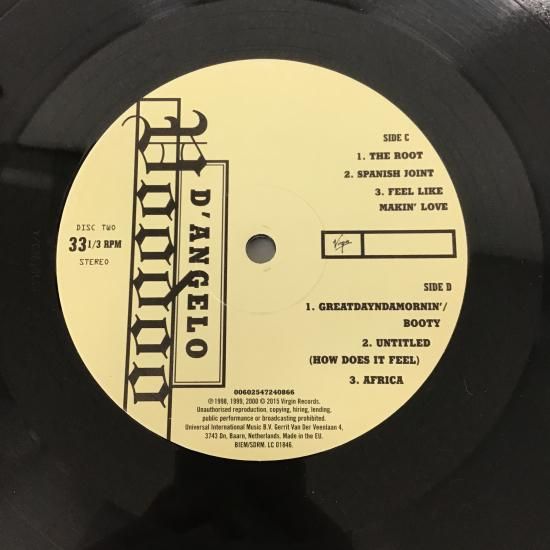 Voodoo
D'ANGELO
DISC TWO
33 1/3 RPM
STEREO
SIDE C
1. THE ROOT
2. SPANISH JOINT
3. FEEL LIKE
MAKIN' LOVE
Virgin
SIDE D
1. GREATDAYNDAMORNIN'/
BOOTY
2. UNTITLED
(HOW DOES IT FEEL)
3. AFRICA
00602547240866
℗ 1998, 1999, 2000 © 2015 Virgin Records.
Unauthorised reproduction, copying, hiring, lending,
public performance or broadcasting prohibited.
Universal International Music B.V. Gerrit Van Der Veenlaan 4,
3743 Dn, Baarn, Netherlands. Made in the EU.
BIEM/SDRM. LC 01846.